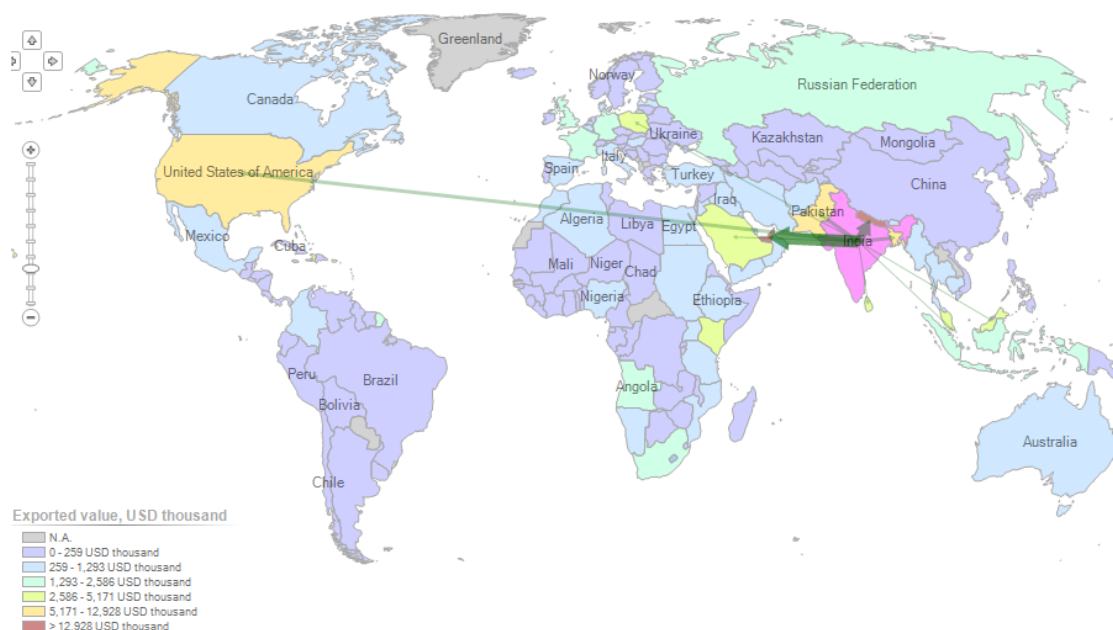 Greenland
Norway
Russian Federation
Canada
Ukraine
Kazakhstan
Mongolia
United States of America
Spain
Italy
Turkey
China
Iraq
Pakistan
Mexico
Cuba
Algeria
Libya
Egypt
India
Mali
Niger
Chad
Nigeria
Ethiopia
Peru
Brazil
Angola
Bolivia
Australia
Chile
Exported value, USD thousand
N.A.
0 - 259 USD thousand
259 - 1,293 USD thousand
1,293 - 2,586 USD thousand
2,586 - 5,171 USD thousand
5,171 - 12,928 USD thousand
> 12,928 USD thousand